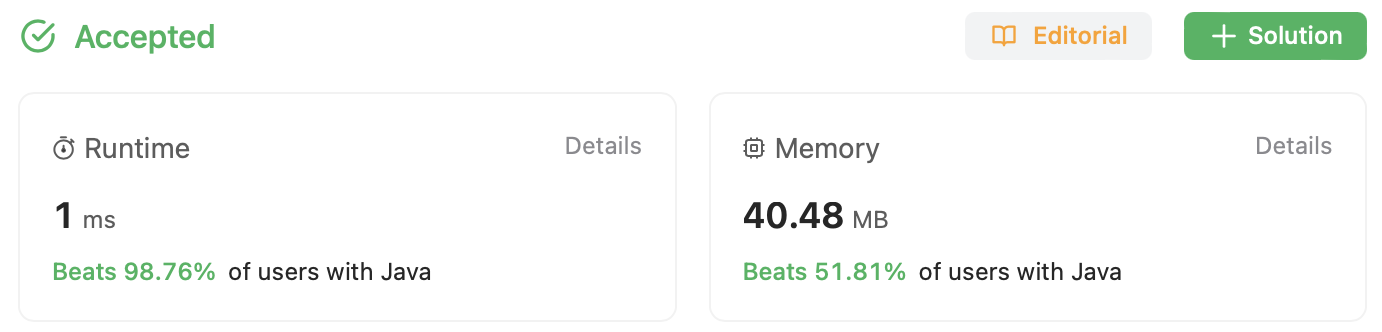 Accepted
Editorial
Solution
Runtime
Details
1 ms
Beats 98.76% of users with Java
Memory
Details
40.48 MB
Beats 51.81% of users with Java